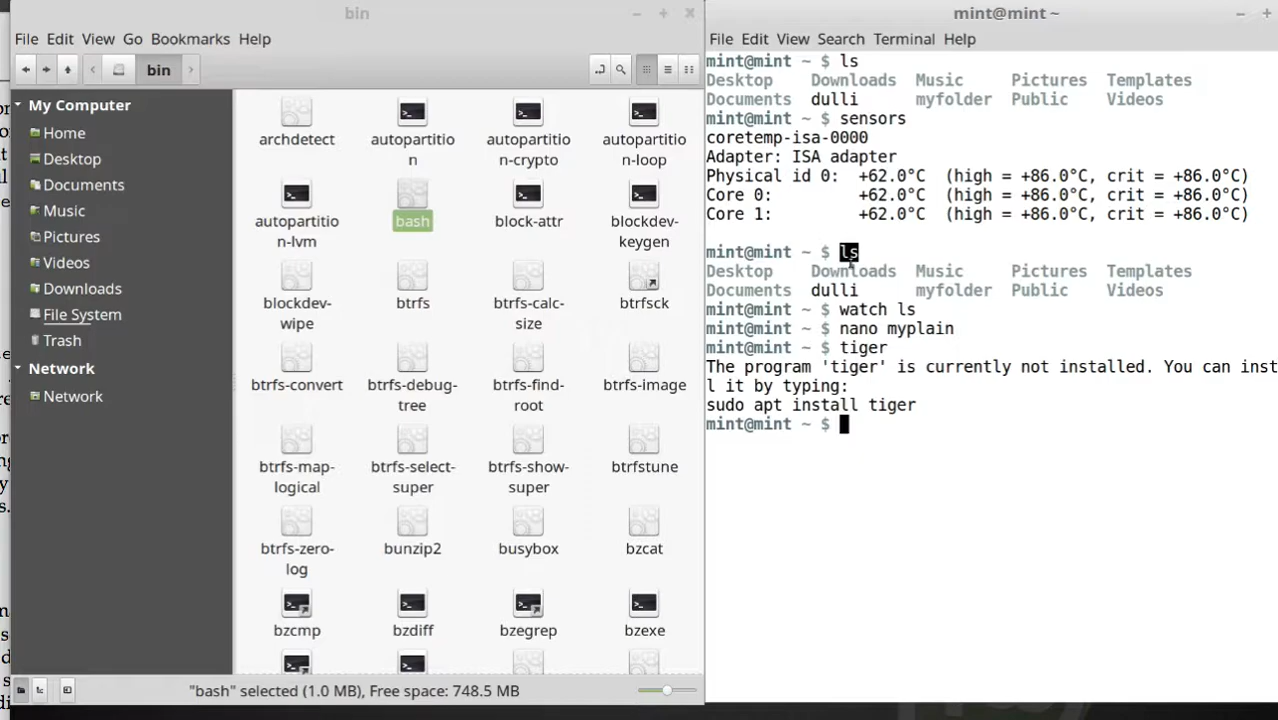 bin
File Edit View Go Bookmarks Help
bin
My Computer
Home
Desktop
Documents
Music
Pictures
Videos
Downloads
File System
Trash
Network
Network
archdetect
autopartitio
n
autopartitio
n-crypto
autopartitio
n-loop
autopartitio
n-lvm
bash
block-attr
blockdev-
keygen
blockdev-
wipe
btrfs
btrfs-calc-
size
btrfsck
btrfs-convert
btrfs-debug-
tree
btrfs-find-
root
btrfs-image
btrfs-map-
logical
btrfs-select-
super
btrfs-show-
super
btrfstune
btrfs-zero-
log
bunzip2
busybox
bzcat
bzcmp
bzdiff
bzegrep
bzexe
"bash" selected (1.0 MB), Free space: 748.5 MB
mint@mint ~
File Edit View Search Terminal Help
mint@mint ~ $ ls
Desktop Downloads Music Pictures Templates
Documents dulli myfolder Public Videos
mint@mint ~ $ sensors
coretemp-isa-0000
Adapter: ISA adapter
Physical id 0: +62.0°C (high = +86.0°C, crit = +86.0°C)
Core 0: +62.0°C (high = +86.0°C, crit = +86.0°C)
Core 1: +62.0°C (high = +86.0°C, crit = +86.0°C)
mint@mint ~ $ ls
Desktop Downloads Music Pictures Templates
Documents dulli myfolder Public Videos
mint@mint ~ $ watch ls
mint@mint ~ $ nano myplain
mint@mint ~ $ tiger
The program 'tiger' is currently not installed. You can inst
l it by typing:
sudo apt install tiger
mint@mint ~ $